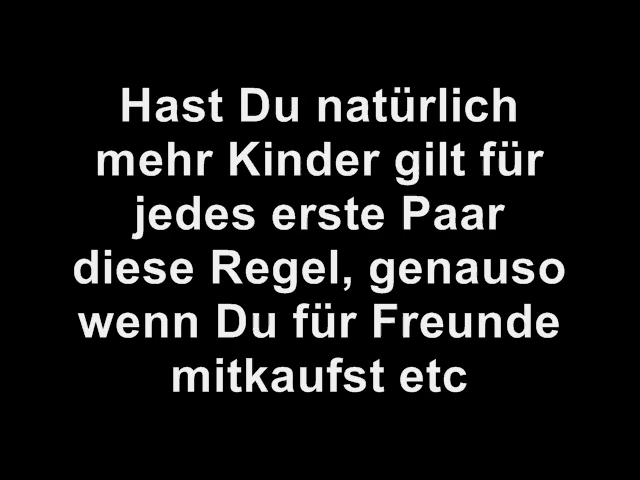 Hast Du natürlich
mehr Kinder gilt für
jedes erste Paar
diese Regel, genauso
wenn Du für Freunde
mitkaufst etc